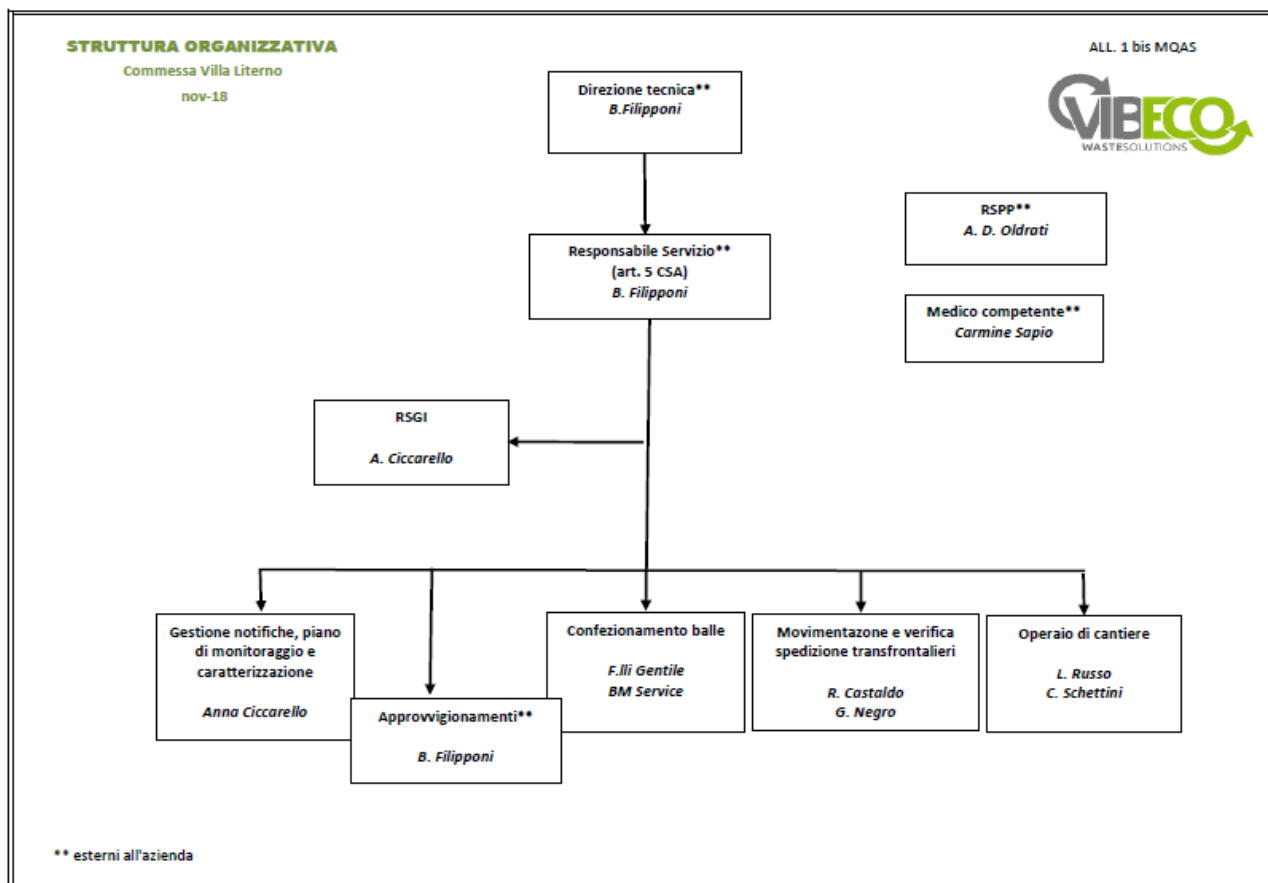 STRUTTURA ORGANIZZATIVA
Commessa Villa Literno
nov-18
ALL. 1 bis MQAS
VIBECO
WASTESOLUTIONS
Direzione tecnica**
B.Filipponi
RSPP**
A. D. Oldrati
Responsabile Servizio**
(art. 5 CSA)
B. Filipponi
Medico competente**
Carmine Sapio
RSGI
A. Ciccarello
Gestione notifiche, piano
di monitoraggio e
caratterizzazione
Anna Ciccarello
Approvvigionamenti**
B. Filipponi
Confezionamento balle
F.lli Gentile
BM Service
Movimentazone e verifica
spedizione transfrontalieri
R. Castaldo
G. Negro
Operaio di cantiere
L. Russo
C. Schettini
** esterni all'azienda